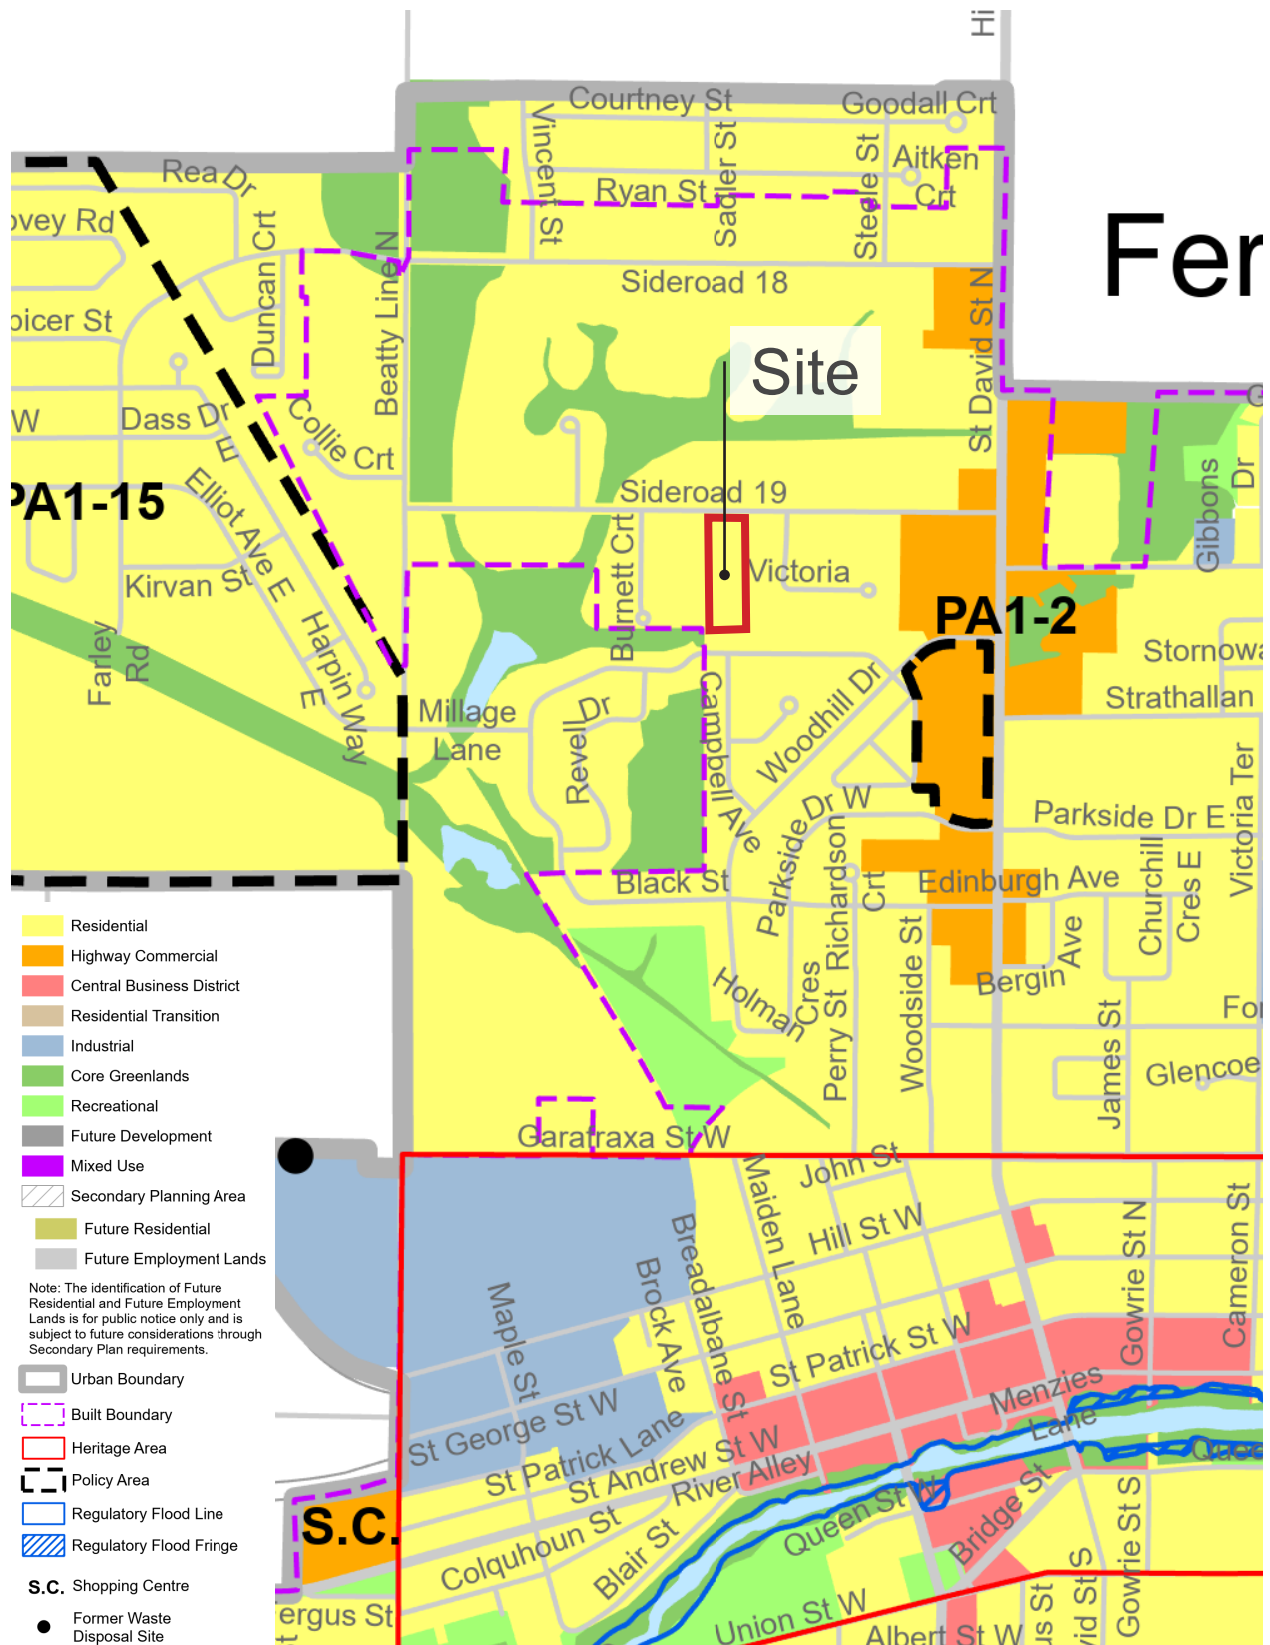 Hi
Courtney St
Goodall Crt
Vincent St
Sadler St
Steele St
Aitken
Crt
Rea Dr
Ryan St
ovey Rd
Fer
Duncan Crt
Beatty Line N
Sideroad 18
St David St N
picer St
Site
W
Dass Dr
E
Collie Crt
PA1-15
Elliot Ave E
Sideroad 19
Gibbons
Dr
Kirvan St
Burnett Crt
Victoria
PA1-2
Farley
Rd
Harpin Way
E
Stornowa
Strathallan
Millage
Lane
Revell
Dr
Campbell Ave
Woodhill Dr
Parkside
Dr W
Parkside Dr E
Victoria Ter
Richardson
Crt
Black St
Edinburgh Ave
Churchill
Cres E
Holman
Cres
Perry St
Woodside St
Bergin
Ave
James St
For
Glencoe
Garafraxa St W
John St
Maiden Lane
Hill St W
Breadalbane St
Brock Ave
Maple St
Gowrie St N
Cameron St
St Patrick St W
Menzies
Lane
St George St W
St Patrick Lane
St Andrew St W
River Alley
Queen St W
Quee
Bridge St
Colquhoun St
Blair St
S.C.
Gowrie St S
ergus St
Union St W
Albert St W
us St
vid St S
Residential
Highway Commercial
Central Business District
Residential Transition
Industrial
Core Greenlands
Recreational
Future Development
Mixed Use
Secondary Planning Area
Future Residential
Future Employment Lands
Note: The identification of Future
Residential and Future Employment
Lands is for public notice only and is
subject to future considerations through
Secondary Plan requirements.
Urban Boundary
Built Boundary
Heritage Area
Policy Area
Regulatory Flood Line
Regulatory Flood Fringe
S.C. Shopping Centre
Former Waste
Disposal Site